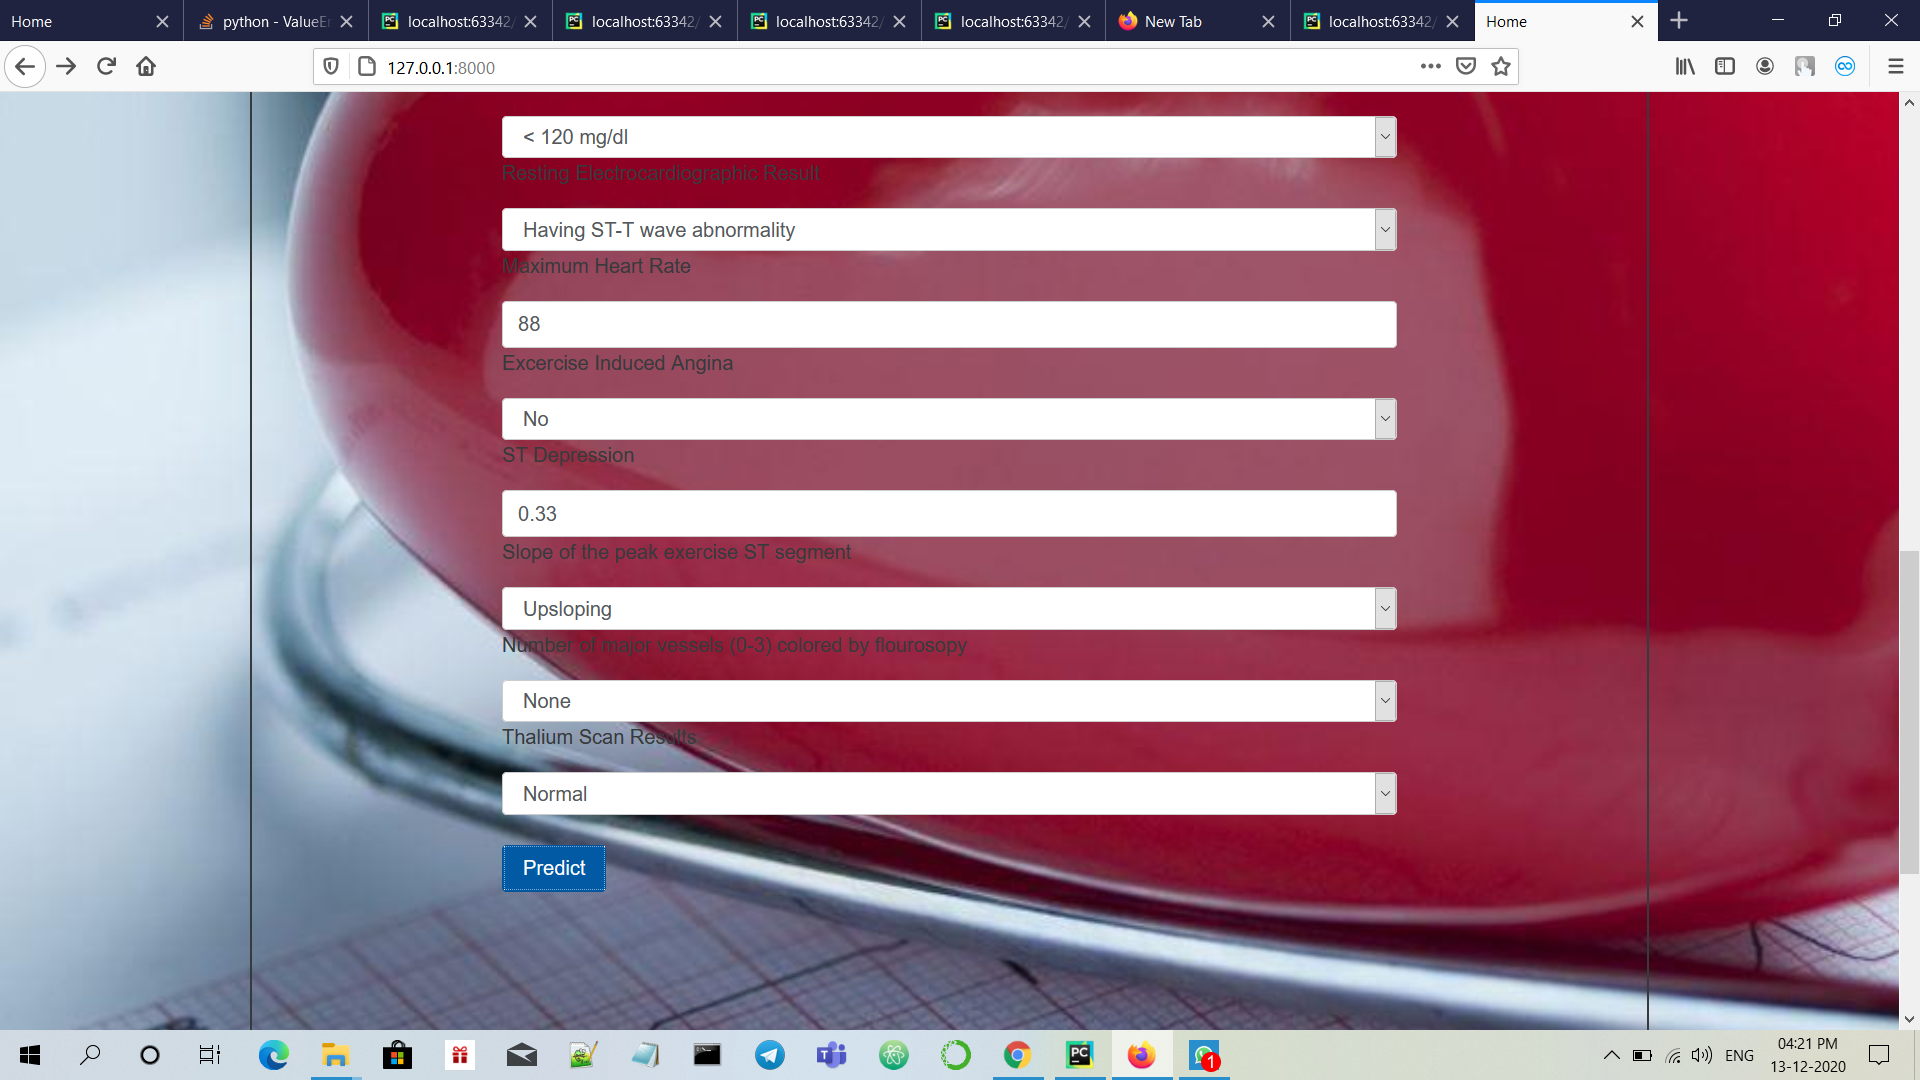 Home
python - ValueEr
localhost:63342/
localhost:63342/
localhost:63342/
localhost:63342/
New Tab
localhost:63342/
Home
127.0.0.1:8000
< 120 mg/dl
Resting Electrocardiographic Result
Having ST-T wave abnormality
Maximum Heart Rate
88
Excercise Induced Angina
No
ST Depression
0.33
Slope of the peak exercise ST segment
Upsloping
Number of major vessels (0-3) colored by flourosopy
None
Thalium Scan Results
Normal
Predict
ENG
04:21 PM
13-12-2020
1